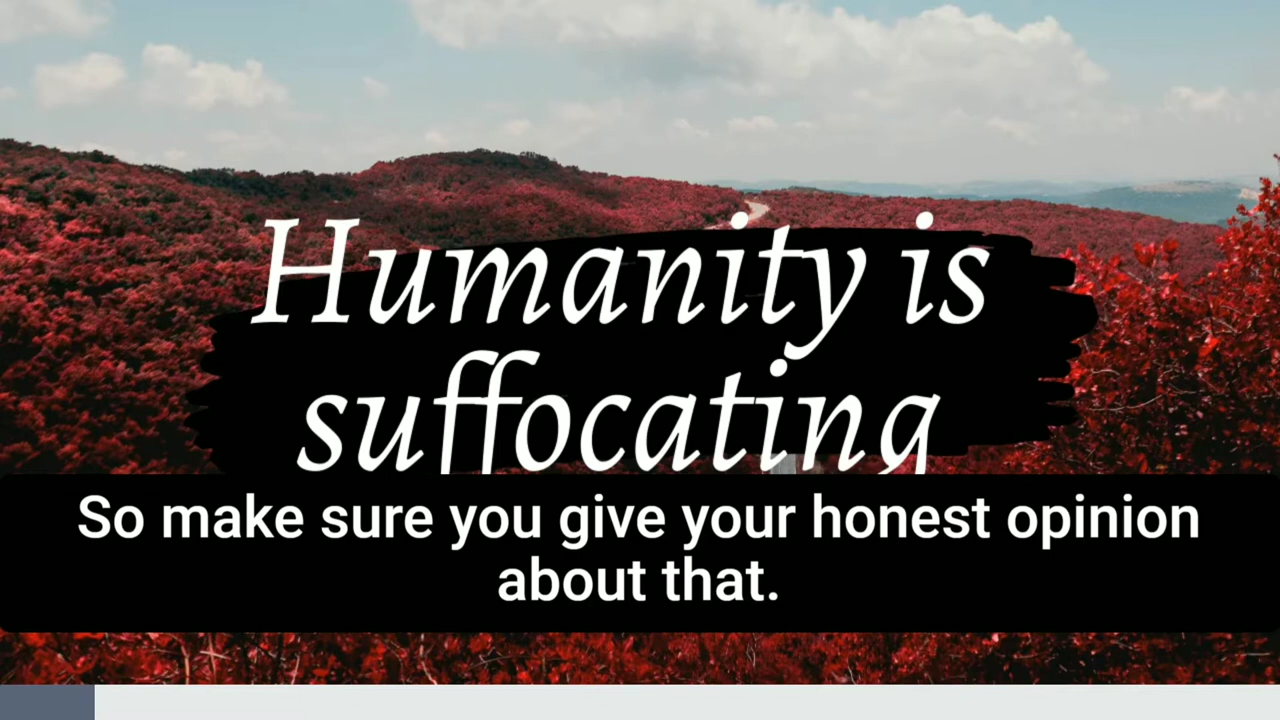 Humanity is
suffocating
So make sure you give your honest opinion
about that.